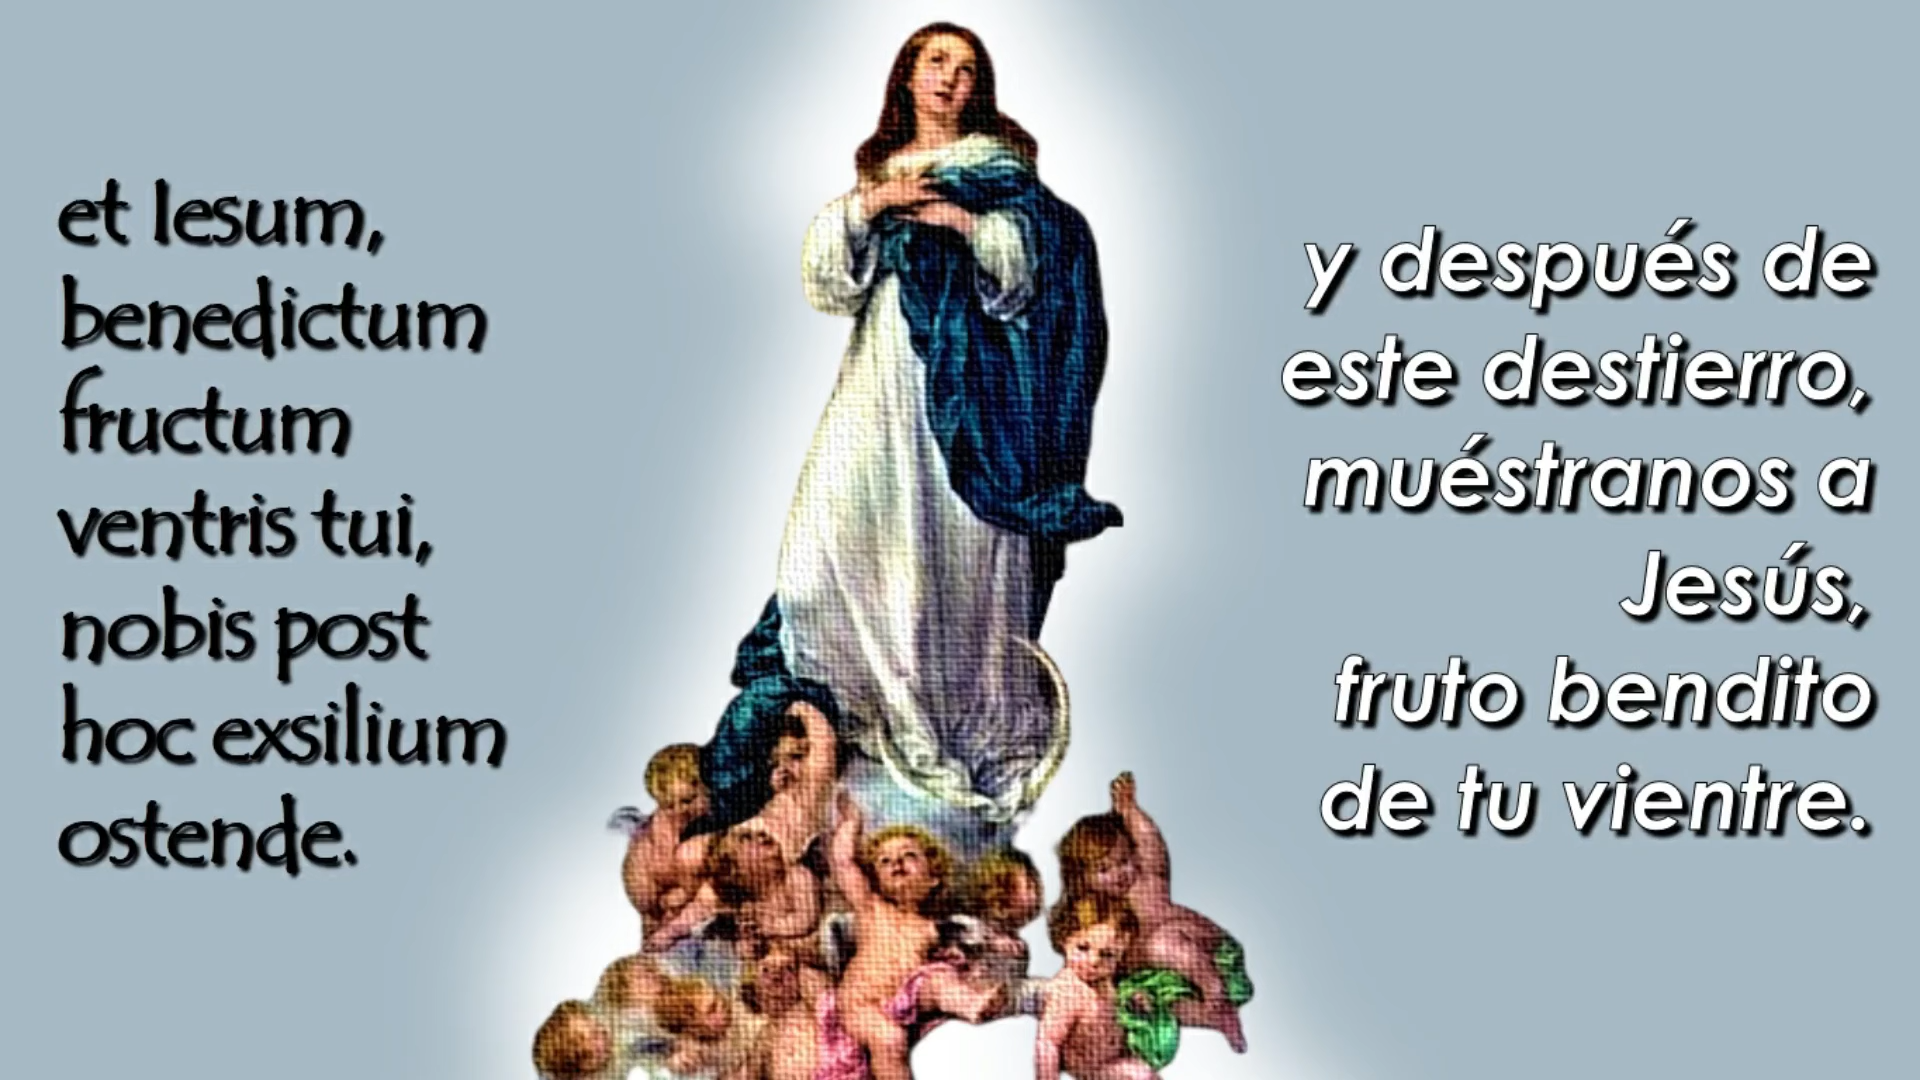 et Iesum,
benedictum
fructum
ventris tui,
nobis post
hoc exsilium
ostende.
y después de
este destierro,
muéstranos a
Jesús,
fruto bendito
de tu vientre.